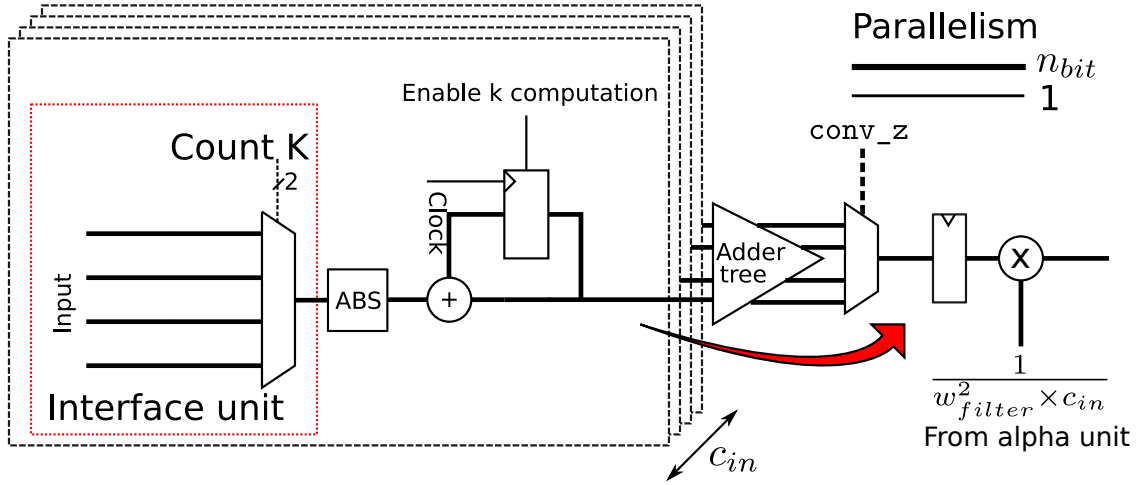 Parallelism
n_bit
1
Enable k computation
conv_z
Count K
2
Clock
Input
ABS
+
Adder
tree
x
Interface unit
c_in
1
w^2_filter × c_in
From alpha unit